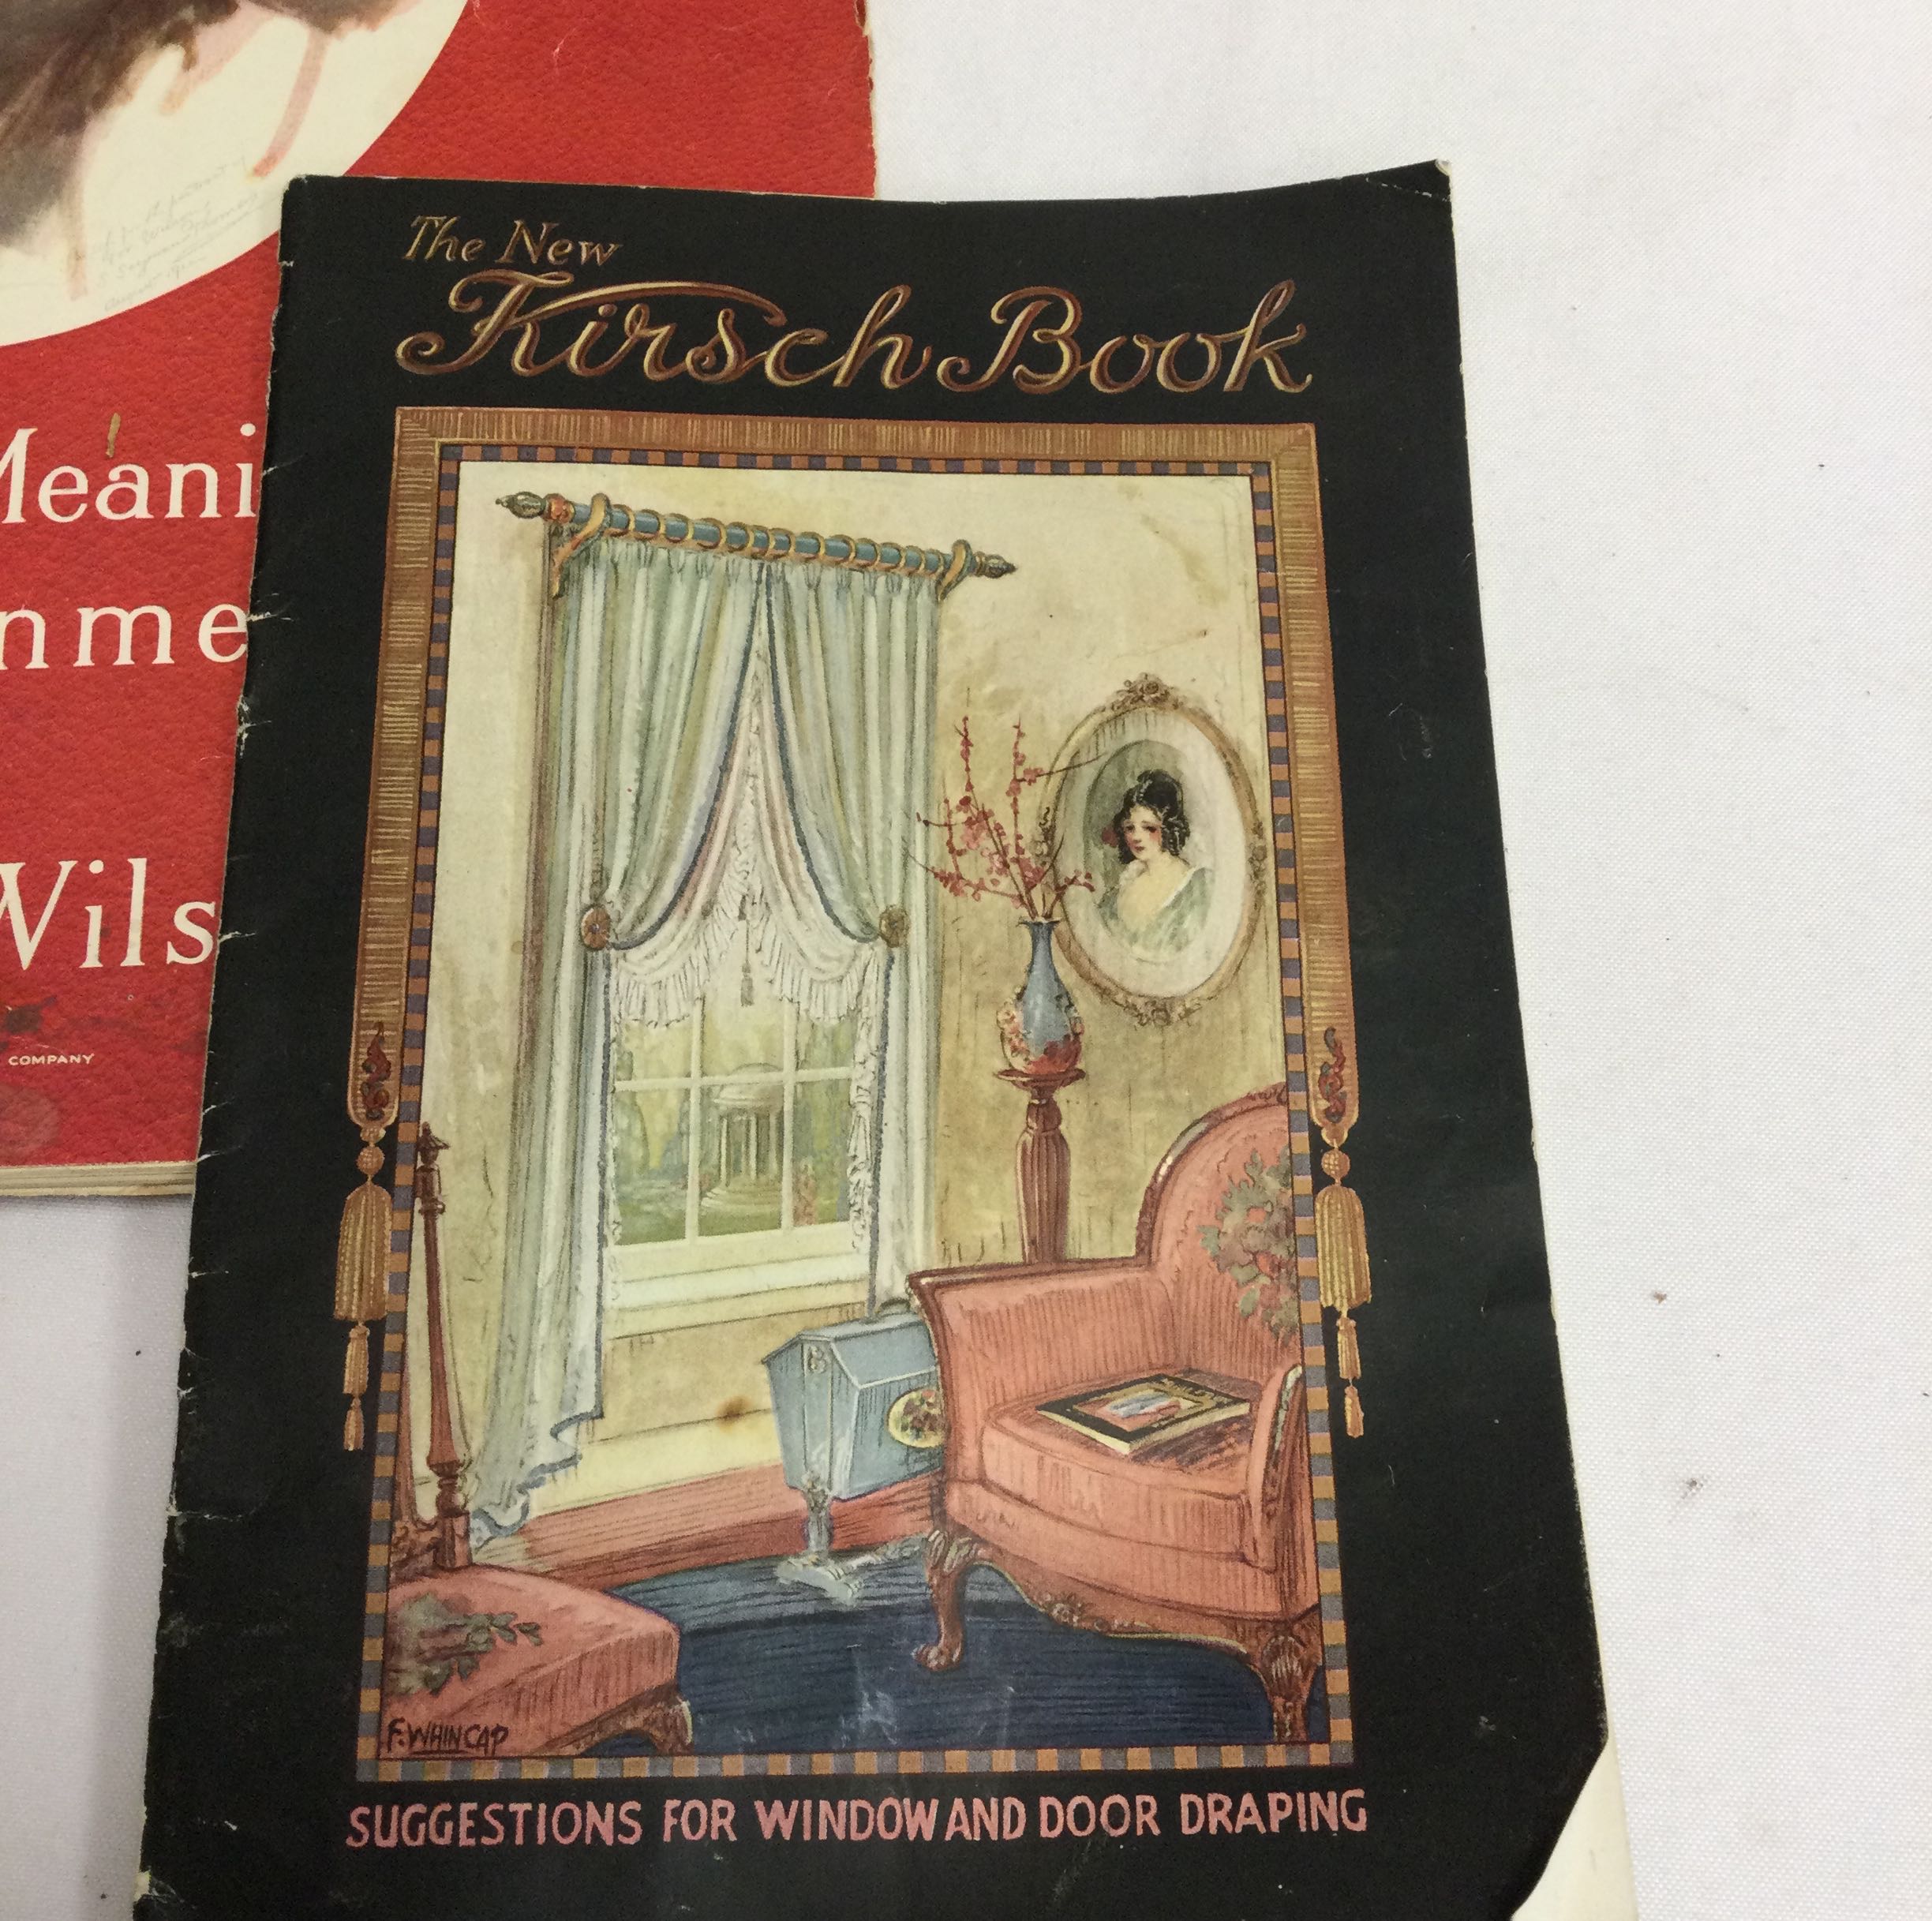 Meani
nme
Wils
COMPANY
The New
Kirsch Book
F. WHINCAP
SUGGESTIONS FOR WINDOW AND DOOR DRAPING